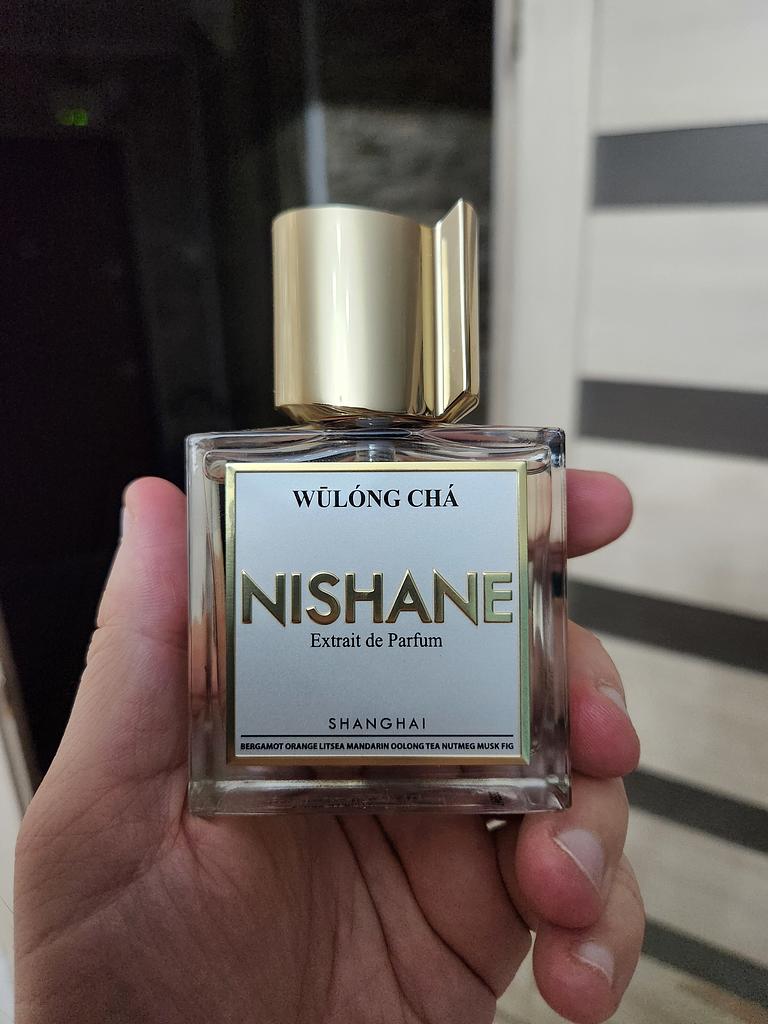 WŪLÓNG CHÁ
NISHANE
Extrait de Parfum
SHANGHAI
BERGAMOT ORANGE LITSEA MANDARIN OOLONG TEA NUTMEG MUSK FIG